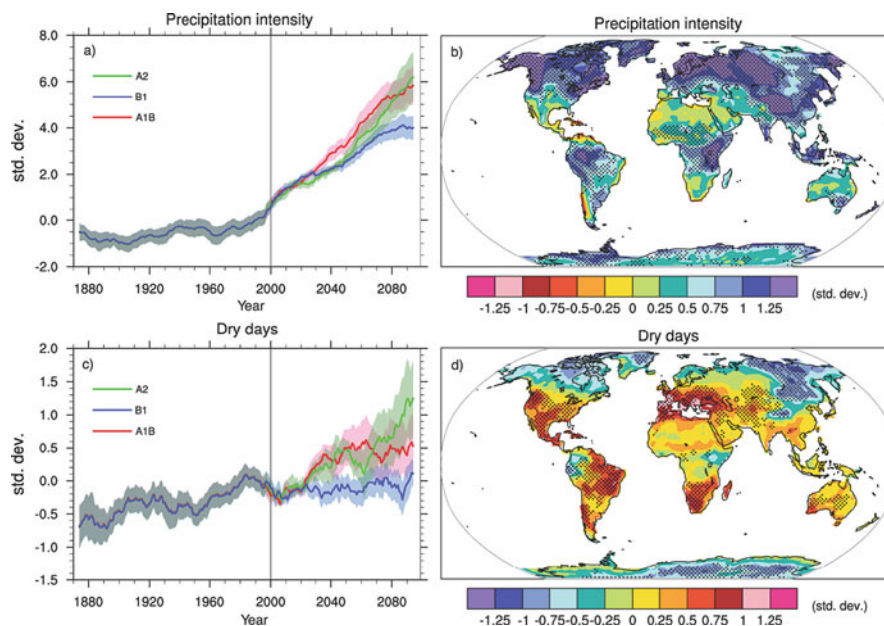 Precipitation intensity
a)
A2
B1
A1B
8.0
6.0
4.0
2.0
0.0
-2.0
std. dev.
1880 1920 1960 2000 2040 2080
Year
Precipitation intensity
b)
-1.25 -1 -0.75 -0.5 -0.25 0 0.25 0.5 0.75 1 1.25
(std. dev.)
Dry days
c)
A2
B1
A1B
2.0
1.5
1.0
0.5
0.0
-0.5
-1.0
-1.5
std. dev.
1880 1920 1960 2000 2040 2080
Year
Dry days
d)
-1.25 -1 -0.75 -0.5 -0.25 0 0.25 0.5 0.75 1 1.25
(std. dev.)